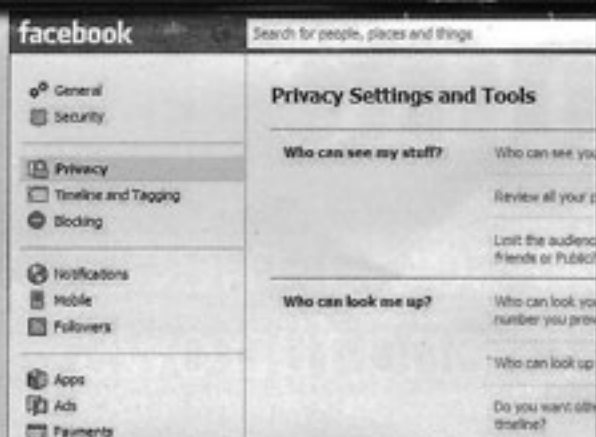 facebook
Search for people, places and things
General
Security
Privacy
Timeline and Tagging
Blocking
Notifications
Mobile
Followers
Apps
Ads
Payments
Privacy Settings and Tools
Who can see my stuff?
Who can see you
Review all your p
Limit the audienc
friends or Public?
Who can look me up?
Who can look you
number you prov
Who can look up
Do you want othe
timeline?